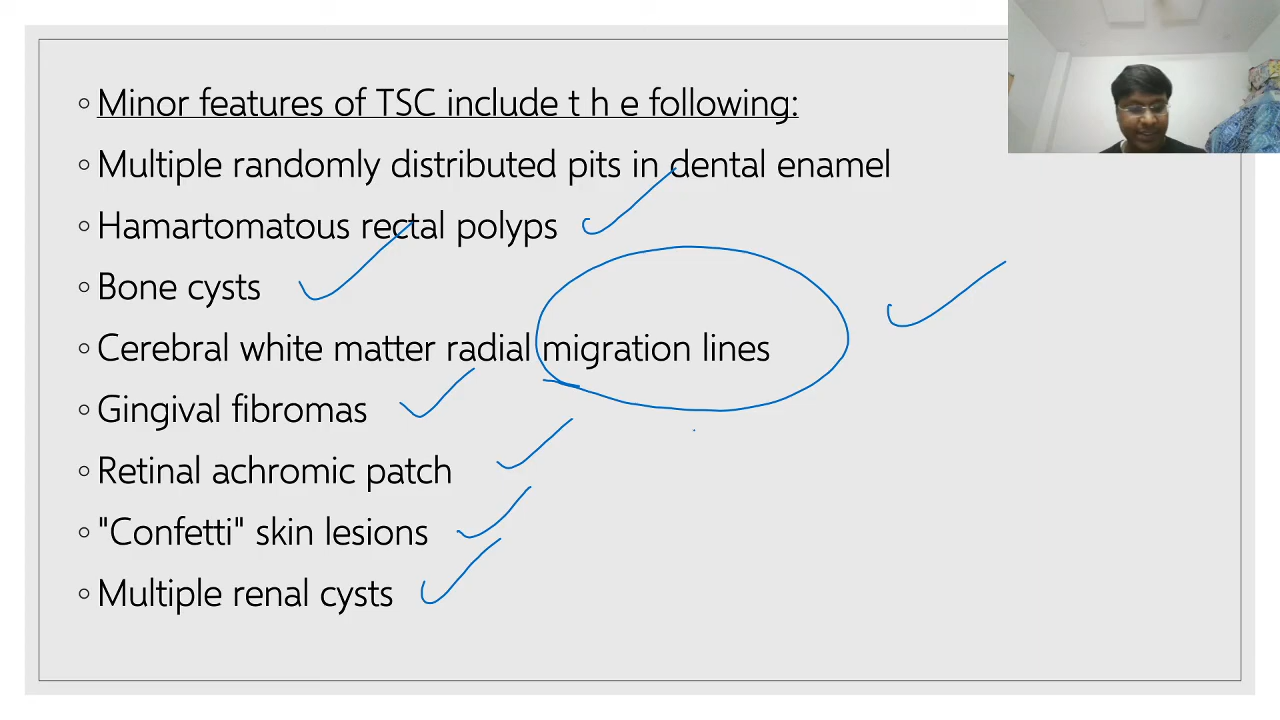 ◦Minor features of TSC include t h e following:
◦Multiple randomly distributed pits in dental enamel
◦Hamartomatous rectal polyps
◦Bone cysts
◦Cerebral white matter radial migration lines
◦Gingival fibromas
◦Retinal achromic patch
◦"Confetti" skin lesions
◦Multiple renal cysts